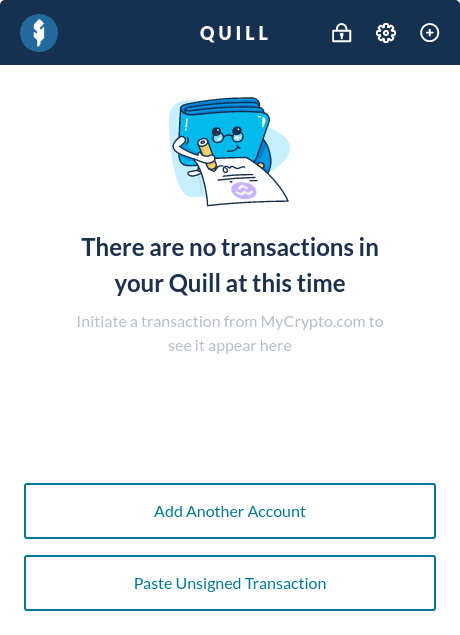 QUILL
There are no transactions in
your Quill at this time
Initiate a transaction from MyCrypto.com to
see it appear here
Add Another Account
Paste Unsigned Transaction